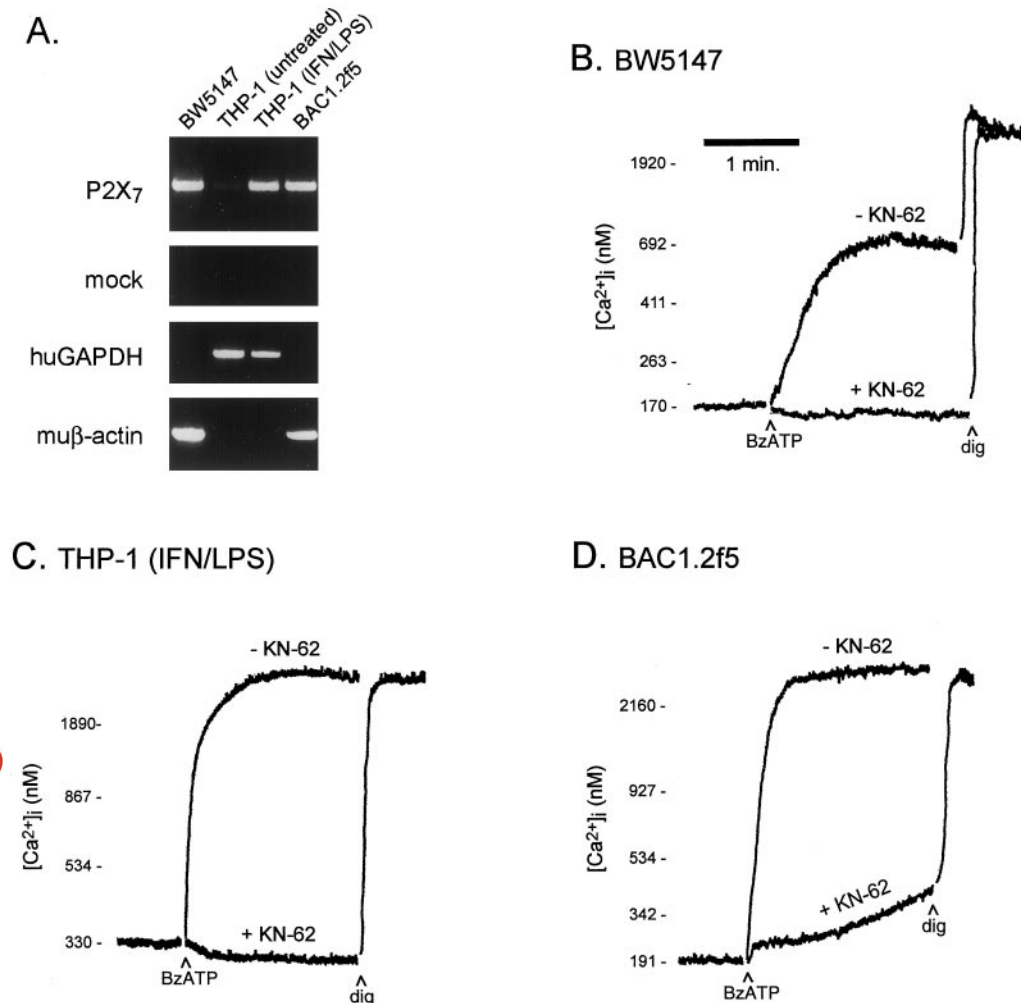 A.
BW5147
THP-1 (untreated)
THP-1 (IFN/LPS)
BAC1.2f5
P2X₇
mock
huGAPDH
muβ-actin
B. BW5147
1 min.
[Ca²⁺]i (nM)
1920 -
692 -
411 -
263 -
170 -
- KN-62
+ KN-62
^
BzATP
^
dig
C. THP-1 (IFN/LPS)
[Ca²⁺]i (nM)
1890-
867 -
534 -
330 -
- KN-62
+ KN-62
^
BzATP
^
dig
D. BAC1.2f5
[Ca²⁺]i (nM)
2160 -
927 -
534 -
342 -
191 -
- KN-62
+ KN-62
^
BzATP
^
dig